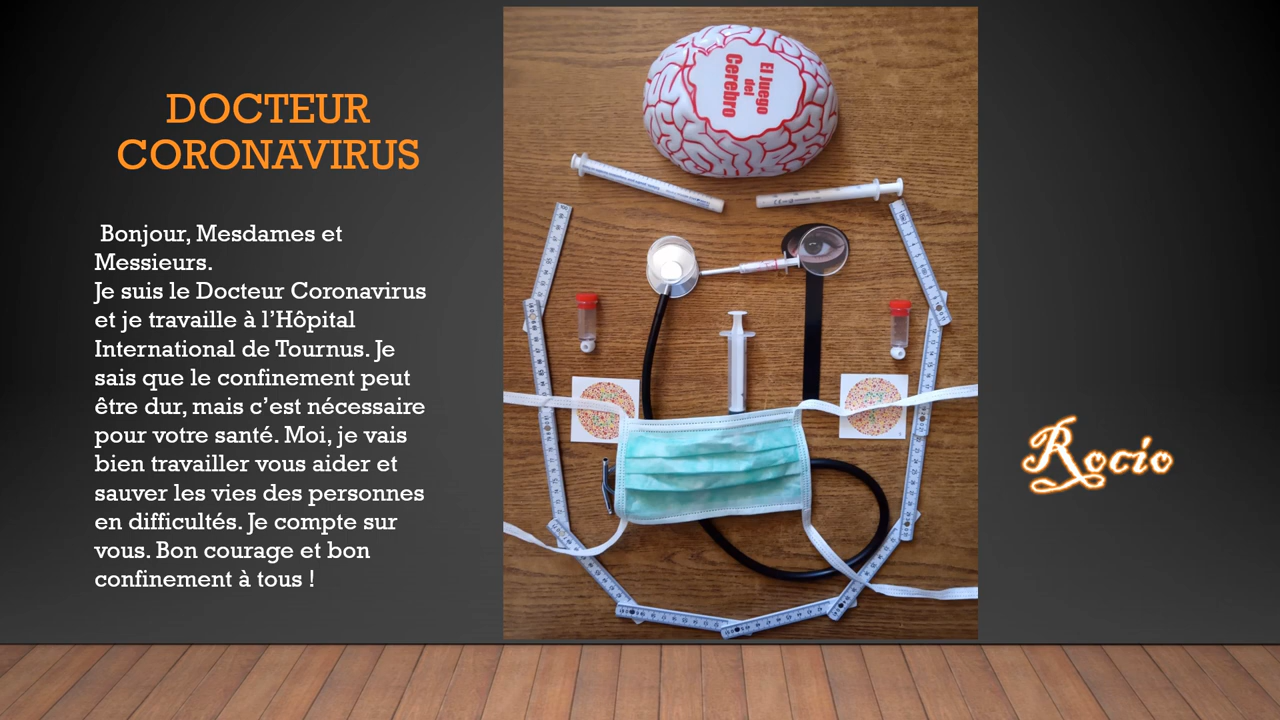 DOCTEUR
CORONAVIRUS
Bonjour, Mesdames et
Messieurs.
Je suis le Docteur Coronavirus
et je travaille à l’Hôpital
International de Tournus. Je
sais que le confinement peut
être dur, mais c’est nécessaire
pour votre santé. Moi, je vais
bien travailler vous aider et
sauver les vies des personnes
en difficultés. Je compte sur
vous. Bon courage et bon
confinement à tous !
El Juego
del
Cerebro
Rocio